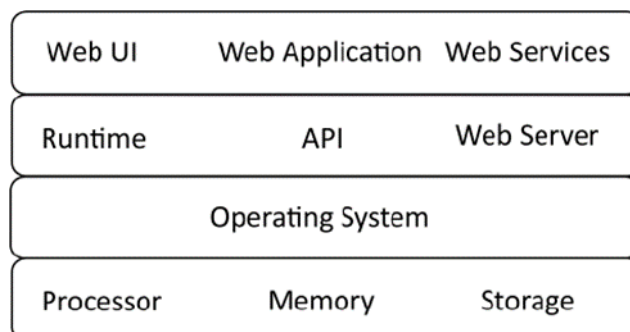 Web UI Web Application Web Services
Runtime API Web Server
Operating System
Processor Memory Storage